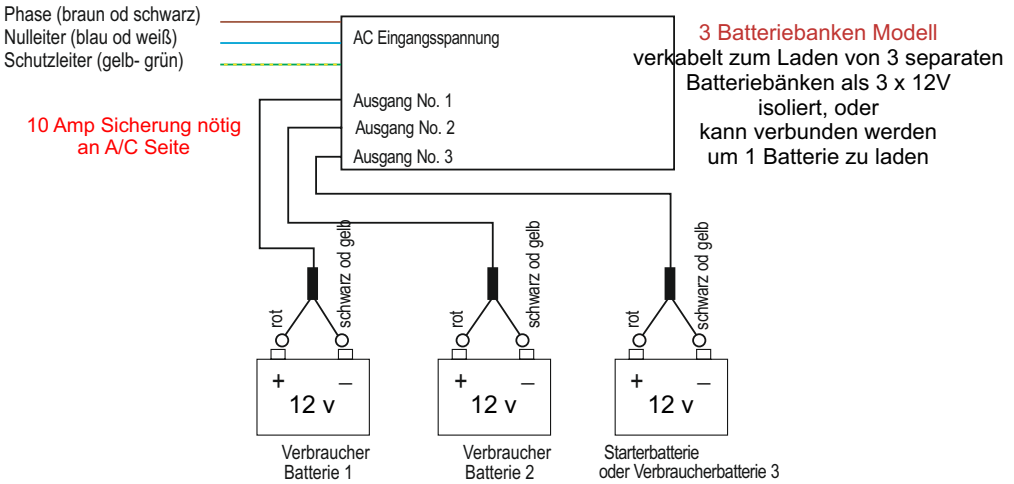 Phase (braun od schwarz)
Nulleiter (blau od weiß)
Schutzleiter (gelb- grün)
AC Eingangsspannung
3 Batteriebanken Modell
verkabelt zum Laden von 3 separaten
Batteriebänken als 3 x 12V
isoliert, oder
kann verbunden werden
um 1 Batterie zu laden
10 Amp Sicherung nötig
an A/C Seite
Ausgang No. 1
Ausgang No. 2
Ausgang No. 3
rot
schwarz od gelb
rot
schwarz od gelb
rot
schwarz od gelb
+ –
12 v
+ –
12 v
+ –
12 v
Verbraucher
Batterie 1
Verbraucher
Batterie 2
Starterbatterie
oder Verbraucherbatterie 3